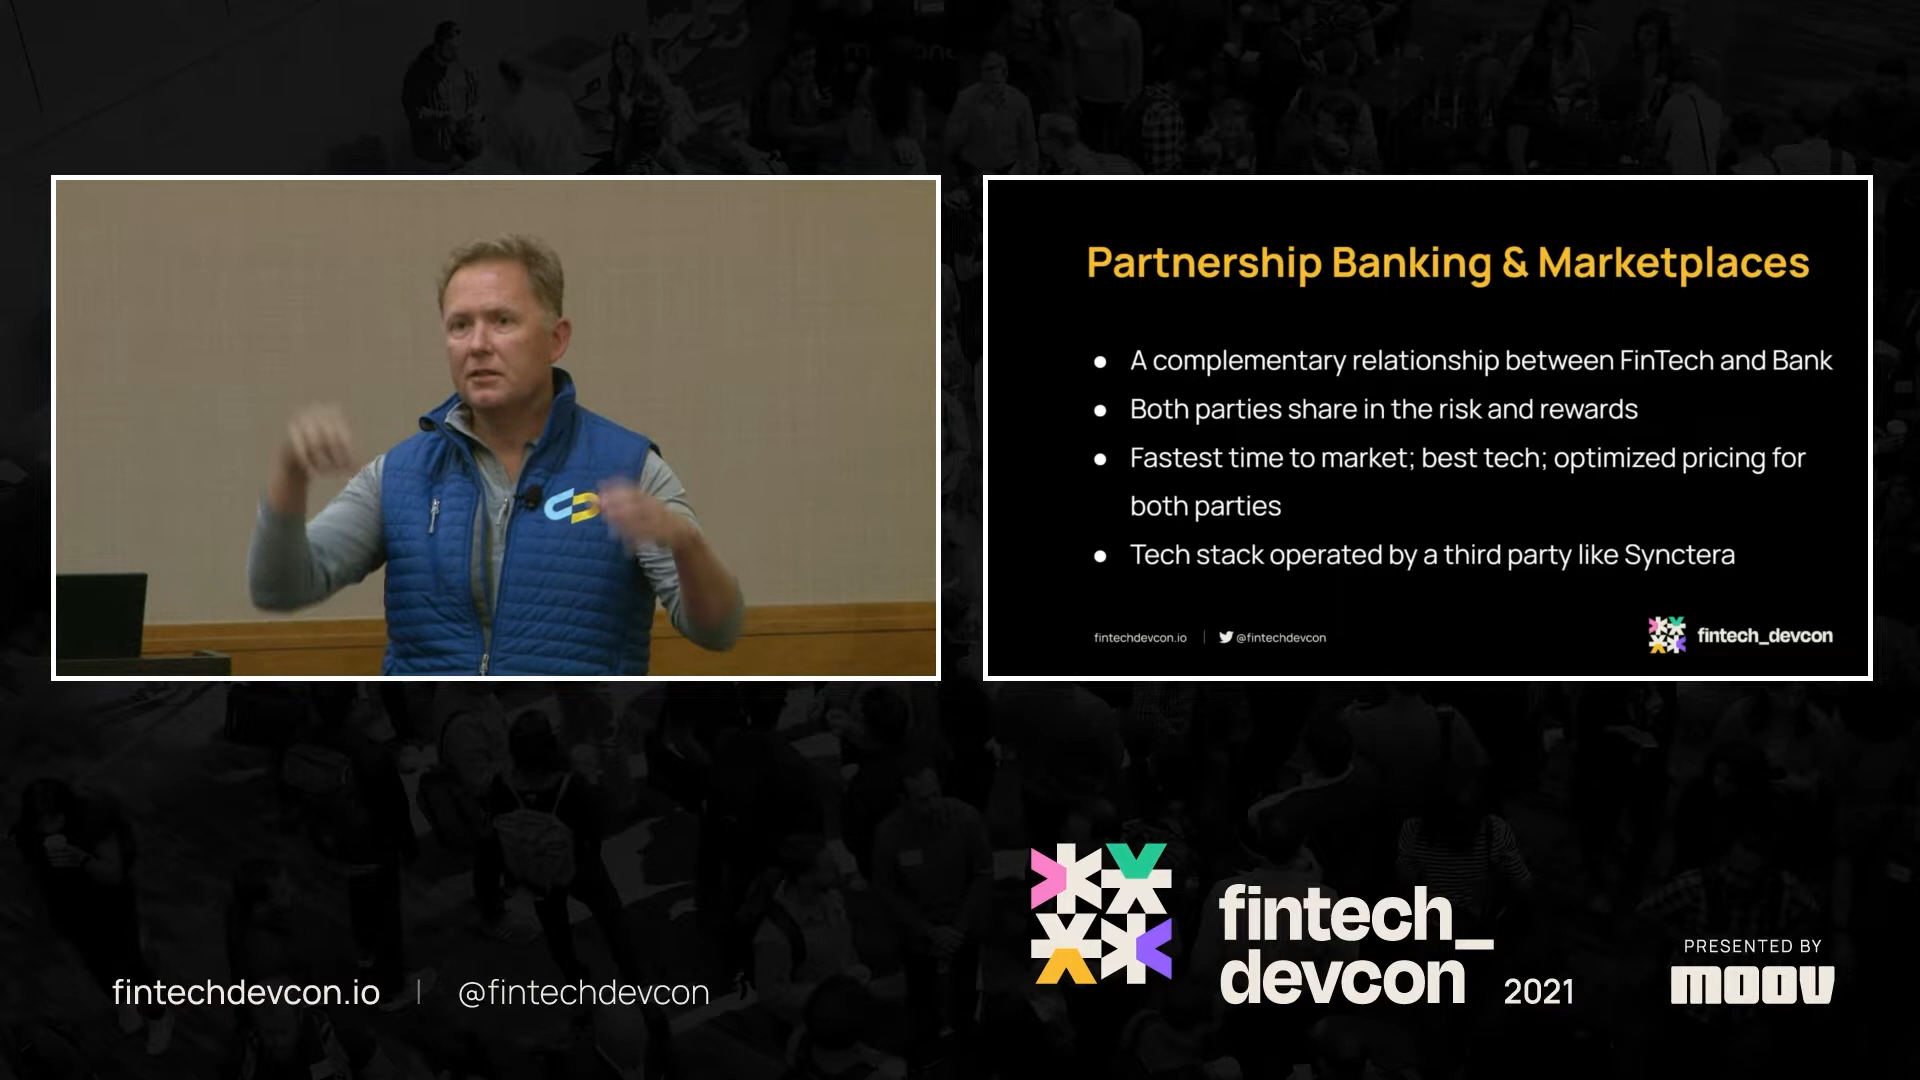 Partnership Banking & Marketplaces
● A complementary relationship between FinTech and Bank
● Both parties share in the risk and rewards
● Fastest time to market; best tech; optimized pricing for
both parties
● Tech stack operated by a third party like Synctera
fintechdevcon.io | @fintechdevcon
fintech_devcon
fintech_
devcon 2021
PRESENTED BY
moov
fintechdevcon.io | @fintechdevcon